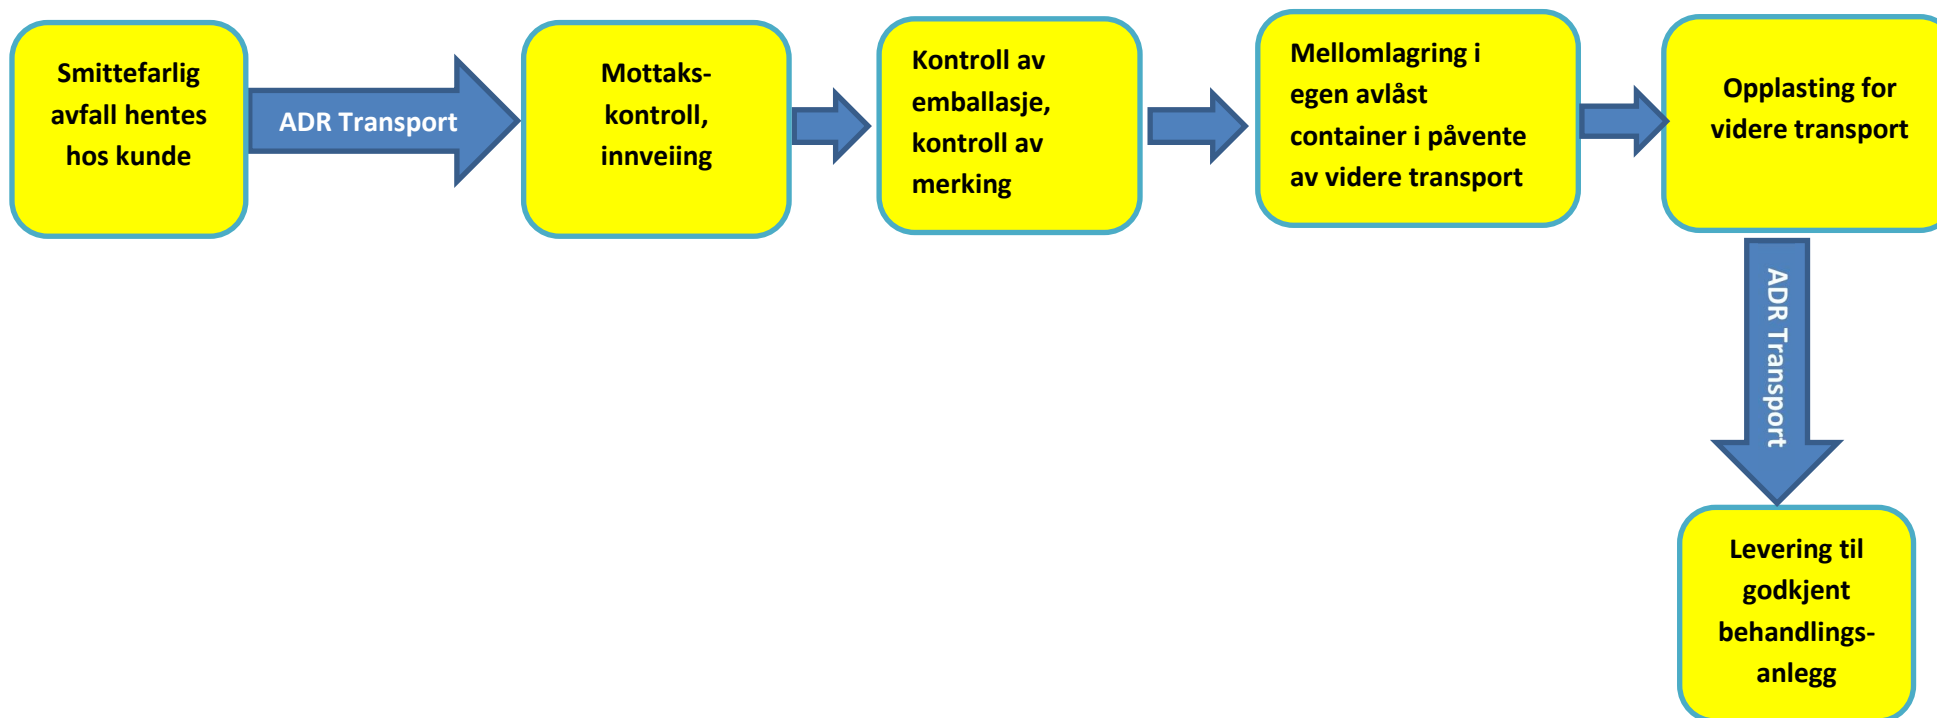 Smittefarlig
avfall hentes
hos kunde
ADR Transport
Mottaks-
kontroll,
innveiing
Kontroll av
emballasje,
kontroll av
merking
Mellomlagring i
egen avlåst
container i påvente
av videre transport
Opplasting for
videre transport
ADR Transport
Levering til
godkjent
behandlings-
anlegg